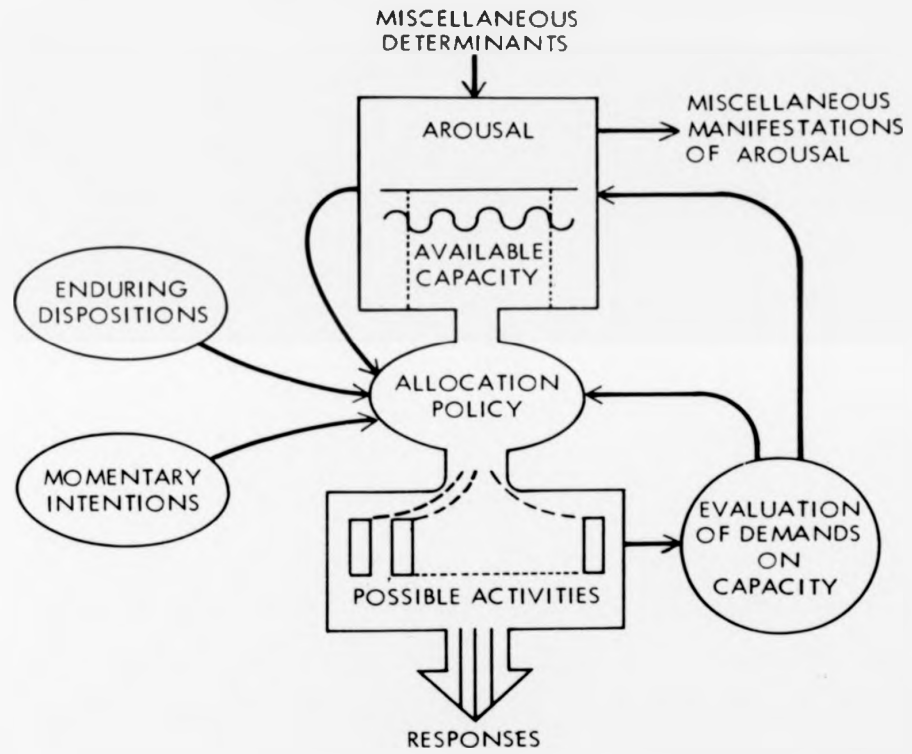 MISCELLANEOUS
DETERMINANTS
AROUSAL
MISCELLANEOUS
MANIFESTATIONS
OF AROUSAL
AVAILABLE
CAPACITY
ENDURING
DISPOSITIONS
ALLOCATION
POLICY
MOMENTARY
INTENTIONS
EVALUATION
OF DEMANDS
ON
CAPACITY
POSSIBLE ACTIVITIES
RESPONSES